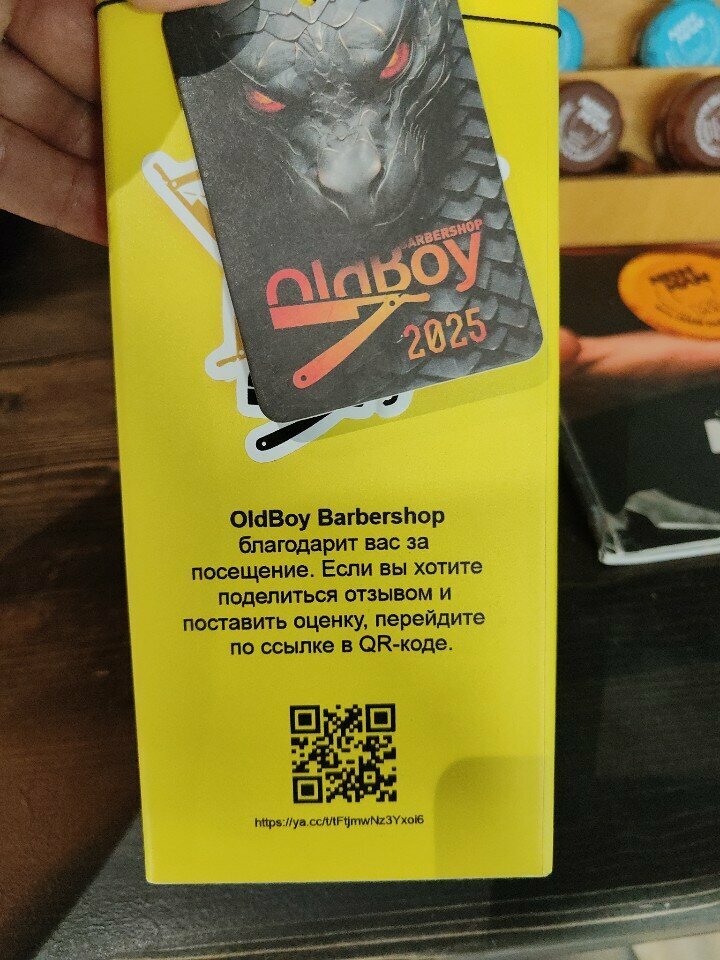 BARBERSHOP
OldBoy
2025
OldBoy Barbershop
благодарит вас за
посещение. Если вы хотите
поделиться отзывом и
поставить оценку, перейдите
по ссылке в QR-коде.
https://ya.cc/t/tFtjmwNz3Yxoi6